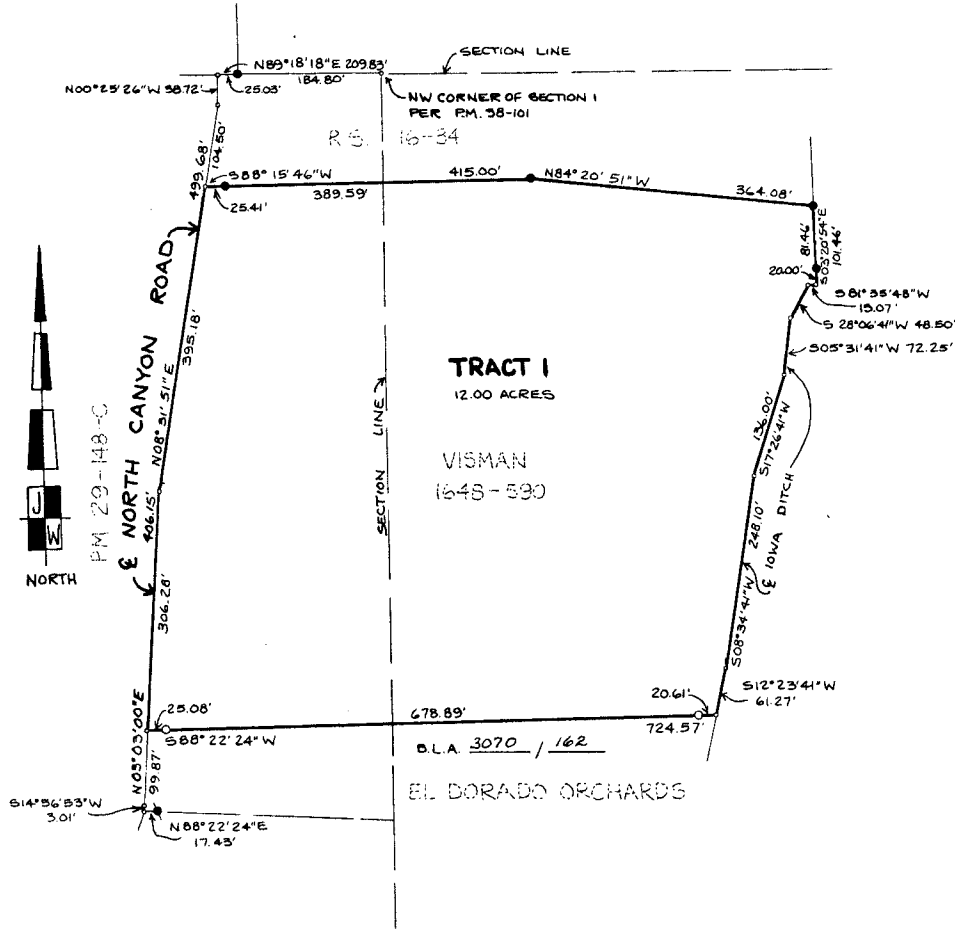 SECTION LINE
N89°18'18"E 209.83'
184.80'
N00°25'26"W 38.72'
25.03'
NW CORNER OF SECTION 1
PER P.M. 38-101
R.S. 16-34
104.50'
499.68'
S88°15'46"W
415.00'
N84°20'51"W
389.59'
364.08'
25.41'
81.46'
S03°20'54"E
101.46'
20.00'
S81°35'48"W
15.07'
S28°06'41"W 48.50'
S05°31'41"W 72.25'
℄ NORTH CANYON ROAD
395.18'
N08°31'51"E
TRACT 1
12.00 ACRES
SECTION LINE
VISMAN
1648-590
136.00'
S17°26'41"W
℄ IOWA DITCH
248.10'
S08°34'41"W
PM 29-148-C
J
W
NORTH
406.15'
306.28'
S12°23'41"W
61.27'
25.08'
678.89'
20.61'
724.57'
S88°22'24"W
N03°03'00"E
99.87'
B.L.A. 3070 / 162
EL DORADO ORCHARDS
S14°56'53"W
3.01'
N88°22'24"E
17.43'